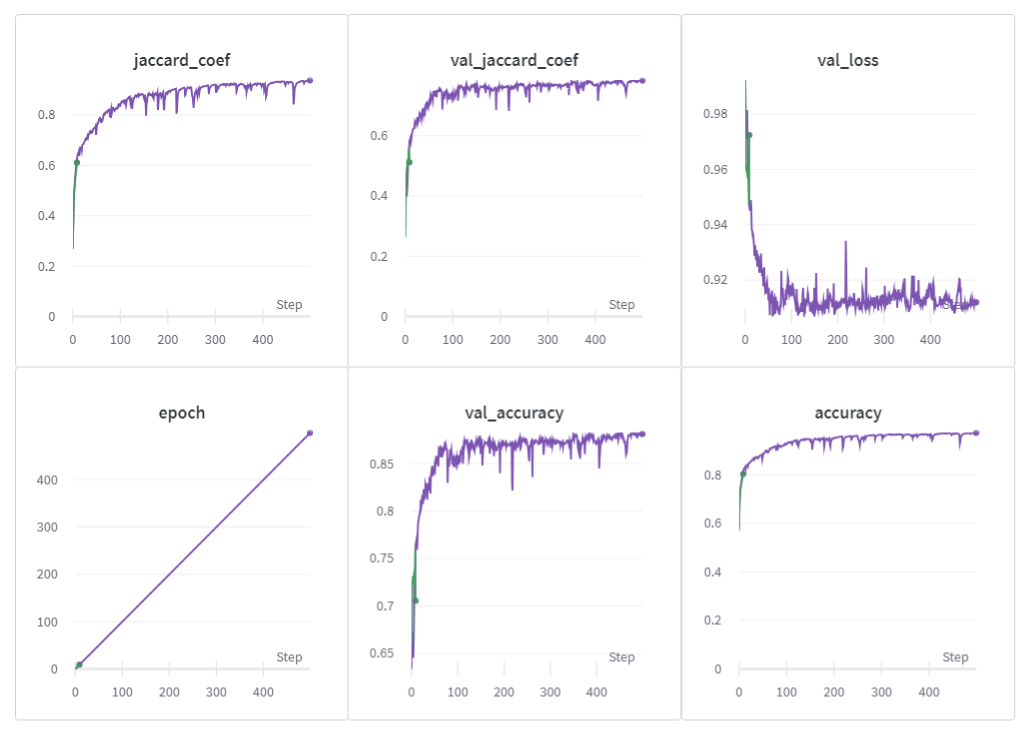 jaccard_coef
0.8
0.6
0.4
0.2
0
Step
0 100 200 300 400
val_jaccard_coef
0.6
0.4
0.2
0
Step
0 100 200 300 400
val_loss
0.98
0.96
0.94
0.92
Step
0 100 200 300 400
epoch
400
300
200
100
0
Step
0 100 200 300 400
val_accuracy
0.85
0.8
0.75
0.7
0.65
Step
0 100 200 300 400
accuracy
0.8
0.6
0.4
0.2
0
Step
0 100 200 300 400